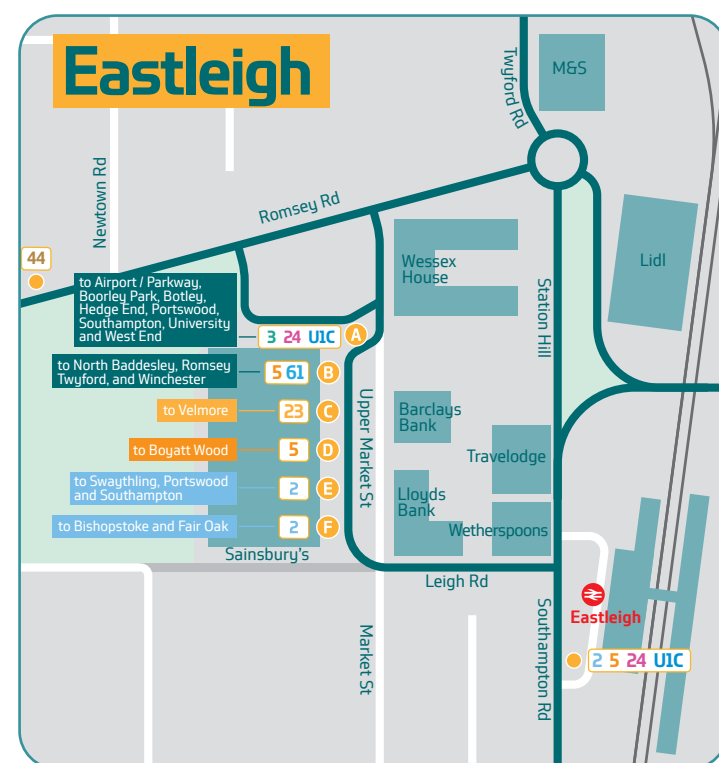 Eastleigh
Twyford Rd
M&S
Newtown Rd
Romsey Rd
44
Wessex
House
Station Hill
Lidl
to Airport / Parkway,
Boorley Park, Botley,
Hedge End, Portswood,
Southampton, University
and West End
3 24 U1C A
to North Baddesley, Romsey
Twyford, and Winchester
5 61 B
to Velmore
23 C
to Boyatt Wood
5 D
to Swaythling, Portswood
and Southampton
2 E
to Bishopstoke and Fair Oak
2 F
Sainsbury's
Upper Market St
Barclays
Bank
Travelodge
Lloyds
Bank
Wetherspoons
Leigh Rd
Market St
Southampton Rd
Eastleigh
2 5 24 U1C